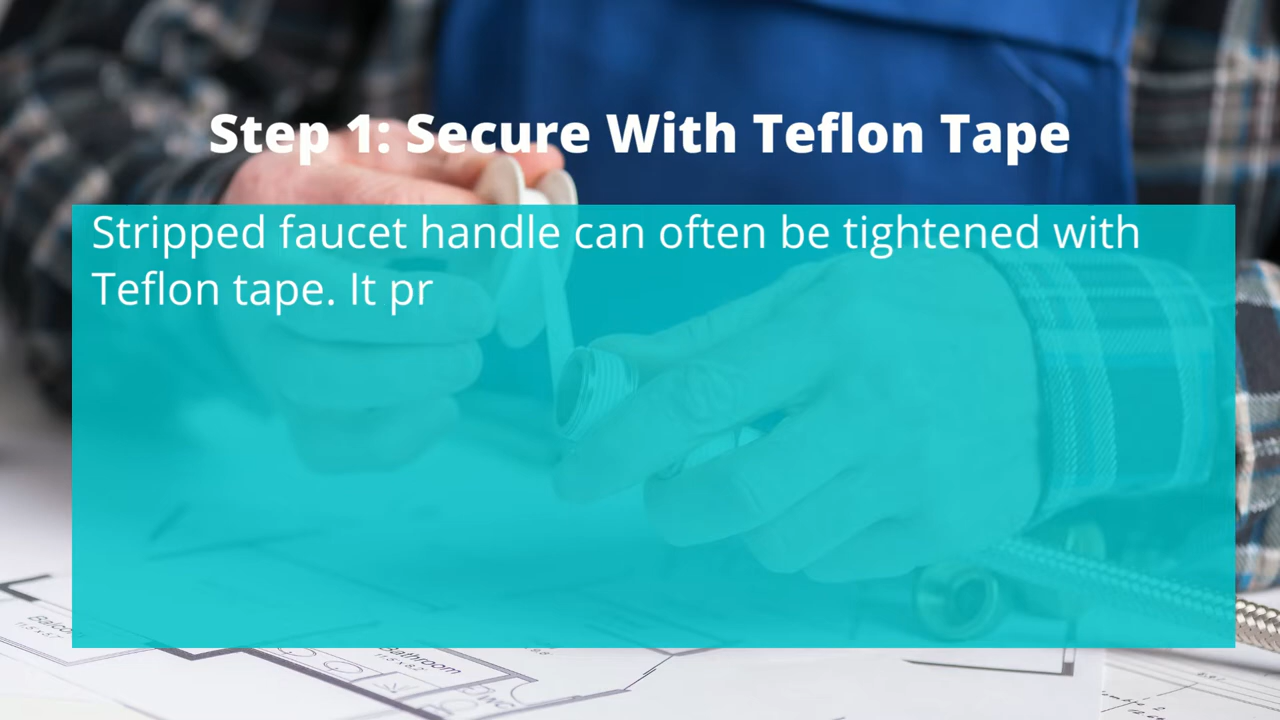 Step 1: Secure With Teflon Tape
Stripped faucet handle can often be tightened with
Teflon tape. It pr
Bathroom